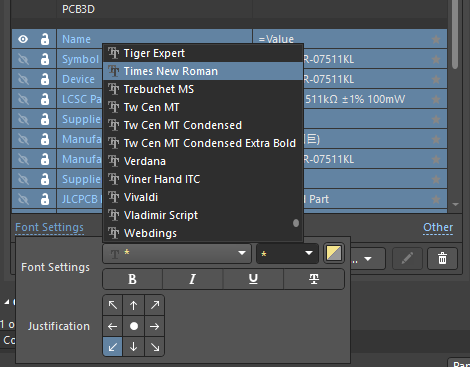 PCB3D
Name
=Value
Symbol
R-07511KL
Device
R-07511KL
LCSC Pa
511kΩ ±1% 100mW
Supplie
Manufa
Manufa
R-07511KL
Supplie
JLCPCB
d Part
Tiger Expert
Times New Roman
Trebuchet MS
Tw Cen MT
Tw Cen MT Condensed
Tw Cen MT Condensed Extra Bold
Verdana
Viner Hand ITC
Vivaldi
Vladimir Script
Webdings
Font Settings
Other
Font Settings
*
*
...
B I U T
Justification
1 o
Co
Pan